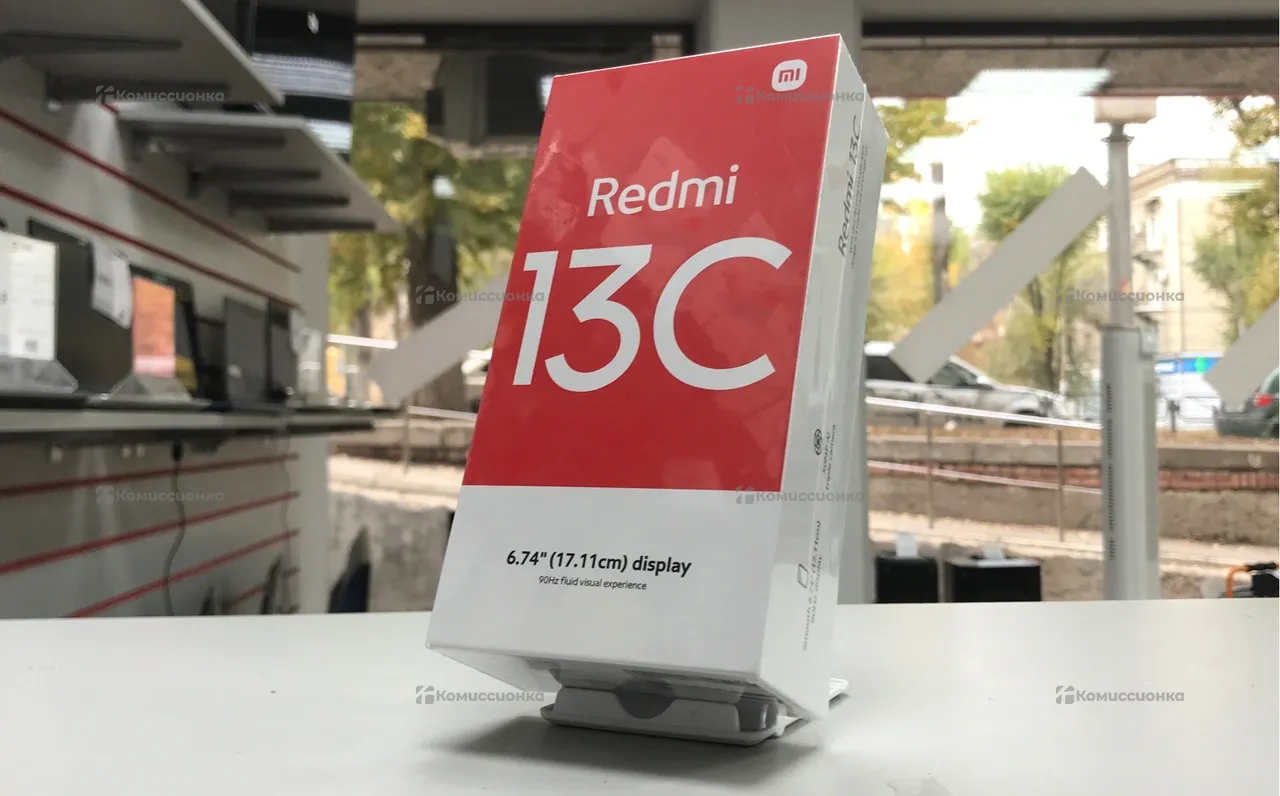 mi
Redmi
13C
6.74" (17.11cm) display
90Hz fluid visual experience
Redmi 13C
Комиссионка
Комиссионка
Комиссионка
Комиссионка
Комиссионка
Комиссионка
Комиссионка
Комиссионка